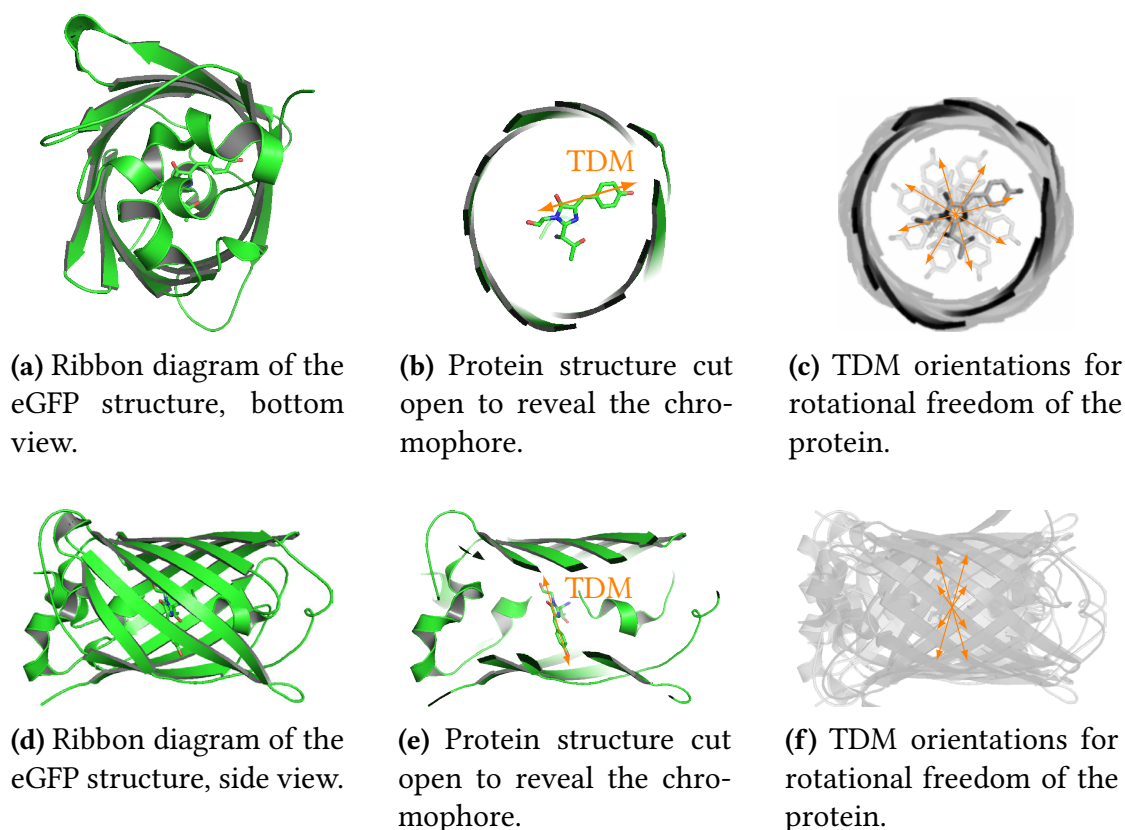 TDM
(a) Ribbon diagram of the
eGFP structure, bottom
view.
(b) Protein structure cut
open to reveal the chro-
mophore.
(c) TDM orientations for
rotational freedom of the
protein.
TDM
(d) Ribbon diagram of the
eGFP structure, side view.
(e) Protein structure cut
open to reveal the chro-
mophore.
(f) TDM orientations for
rotational freedom of the
protein.